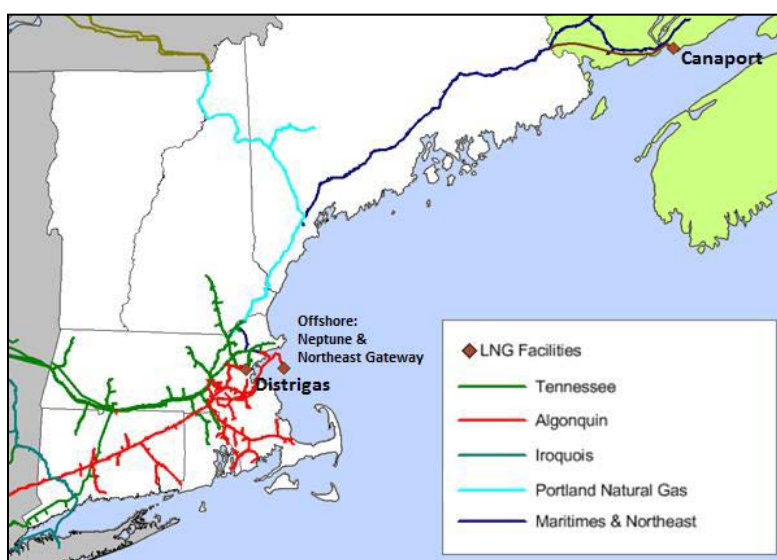 Canaport
Offshore:
Neptune &
Northeast Gateway
Distrigas
LNG Facilities
Tennessee
Algonquin
Iroquois
Portland Natural Gas
Maritimes & Northeast